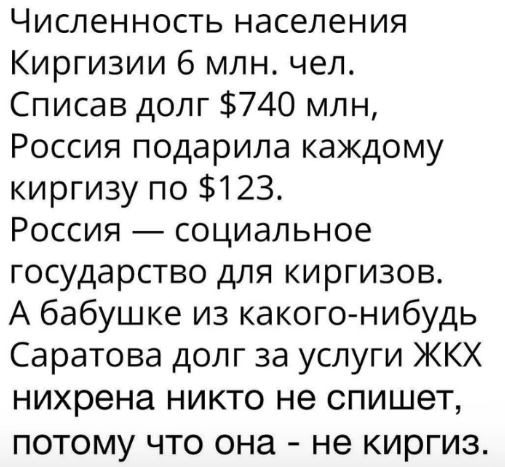 Численность населения
Киргизии 6 млн. чел.
Списав долг $740 млн,
Россия подарила каждому
киргизу по $123.
Россия — социальное
государство для киргизов.
А бабушке из какого-нибудь
Саратова долг за услуги ЖКХ
нихрена никто не спишет,
потому что она - не киргиз.